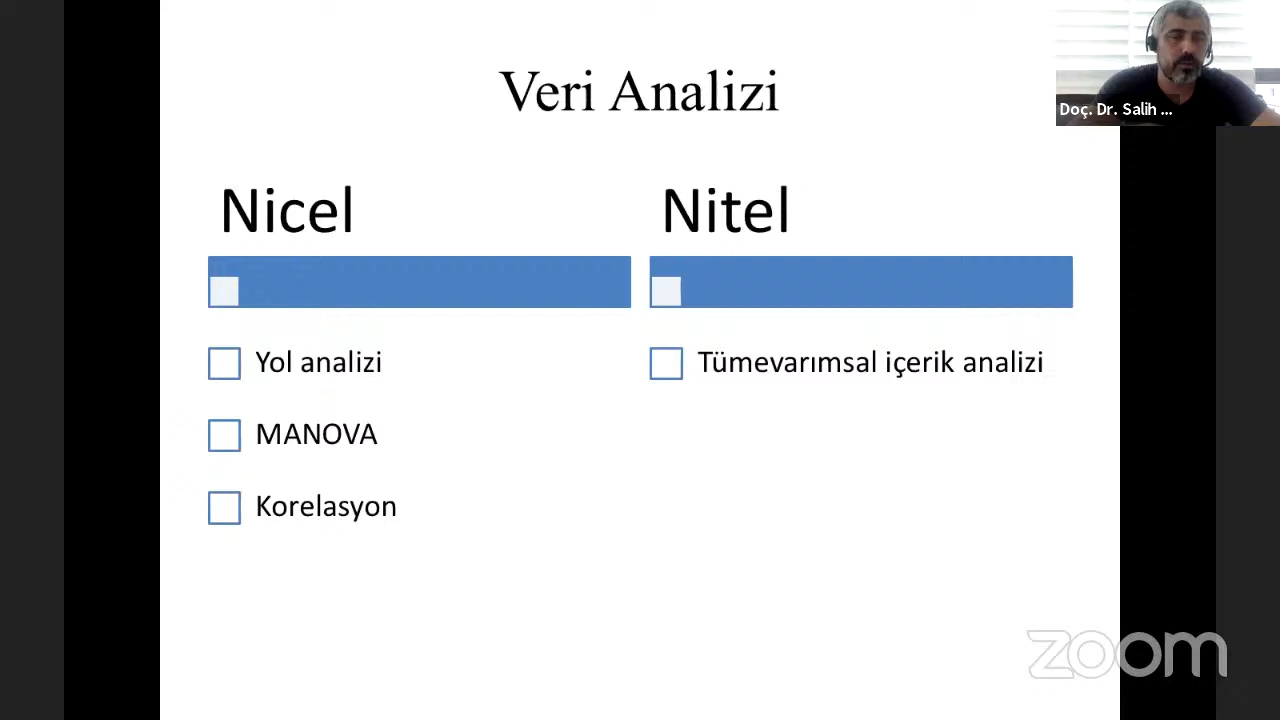 Veri Analizi
Doç. Dr. Salih ...
Nicel
Yol analizi
MANOVA
Korelasyon
Nitel
Tümevarımsal içerik analizi
zoom